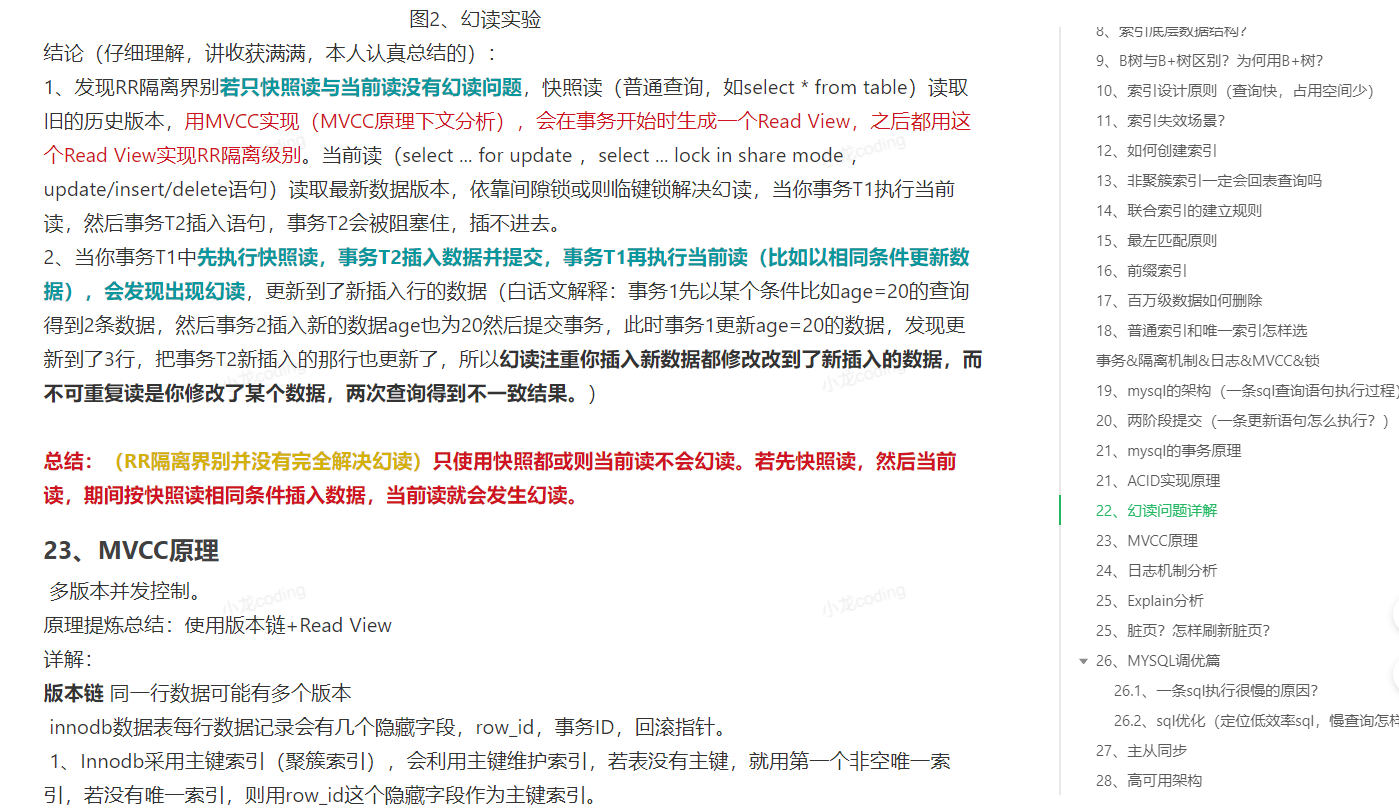 图2、幻读实验
结论（仔细理解，讲收获满满，本人认真总结的）：
1、发现RR隔离界别若只快照读与当前读没有幻读问题，快照读（普通查询，如select * from table）读取
旧的历史版本，用MVCC实现（MVCC原理下文分析），会在事务开始时生成一个Read View，之后都用这
个Read View实现RR隔离级别。当前读（select ... for update ，select ... lock in share mode，
update/insert/delete语句）读取最新数据版本，依靠间隙锁或则临键锁解决幻读，当你事务T1执行当前
读，然后事务T2插入语句，事务T2会被阻塞住，插不进去。
2、当你事务T1中先执行快照读，事务T2插入数据并提交，事务T1再执行当前读（比如以相同条件更新数
据），会发现出现幻读，更新到了新插入行的数据（白话文解释：事务1先以某个条件比如age=20的查询
得到2条数据，然后事务2插入新的数据age也为20然后提交事务，此时事务1更新age=20的数据，发现更
新到了3行，把事务T2新插入的那行也更新了，所以幻读注重你插入新数据都修改改到了新插入的数据，而
不可重复读是你修改了某个数据，两次查询得到不一致结果。）
总结：（RR隔离界别并没有完全解决幻读）只使用快照都或则当前读不会幻读。若先快照读，然后当前
读，期间按快照读相同条件插入数据，当前读就会发生幻读。
23、MVCC原理
多版本并发控制。
原理提炼总结：使用版本链+Read View
详解：
版本链 同一行数据可能有多个版本
innodb数据表每行数据记录会有几个隐藏字段，row_id，事务ID，回滚指针。
1、Innodb采用主键索引（聚簇索引），会利用主键维护索引，若表没有主键，就用第一个非空唯一索
引，若没有唯一索引，则用row_id这个隐藏字段作为主键索引。
小龙coding
小龙coding
小龙coding
小龙coding
8、索引底层数据结构？
9、B树与B+树区别？为何用B+树？
10、索引设计原则（查询快，占用空间少）
11、索引失效场景？
12、如何创建索引
13、非聚簇索引一定会回表查询吗
14、联合索引的建立规则
15、最左匹配原则
16、前缀索引
17、百万级数据如何删除
18、普通索引和唯一索引怎样选
事务&隔离机制&日志&MVCC&锁
19、mysql的架构（一条sql查询语句执行过程）
20、两阶段提交（一条更新语句怎么执行？）
21、mysql的事务原理
21、ACID实现原理
22、幻读问题详解
23、MVCC原理
24、日志机制分析
25、Explain分析
25、脏页？怎样刷新脏页？
26、MYSQL调优篇
26.1、一条sql执行很慢的原因？
26.2、sql优化（定位低效率sql，慢查询怎样
27、主从同步
28、高可用架构